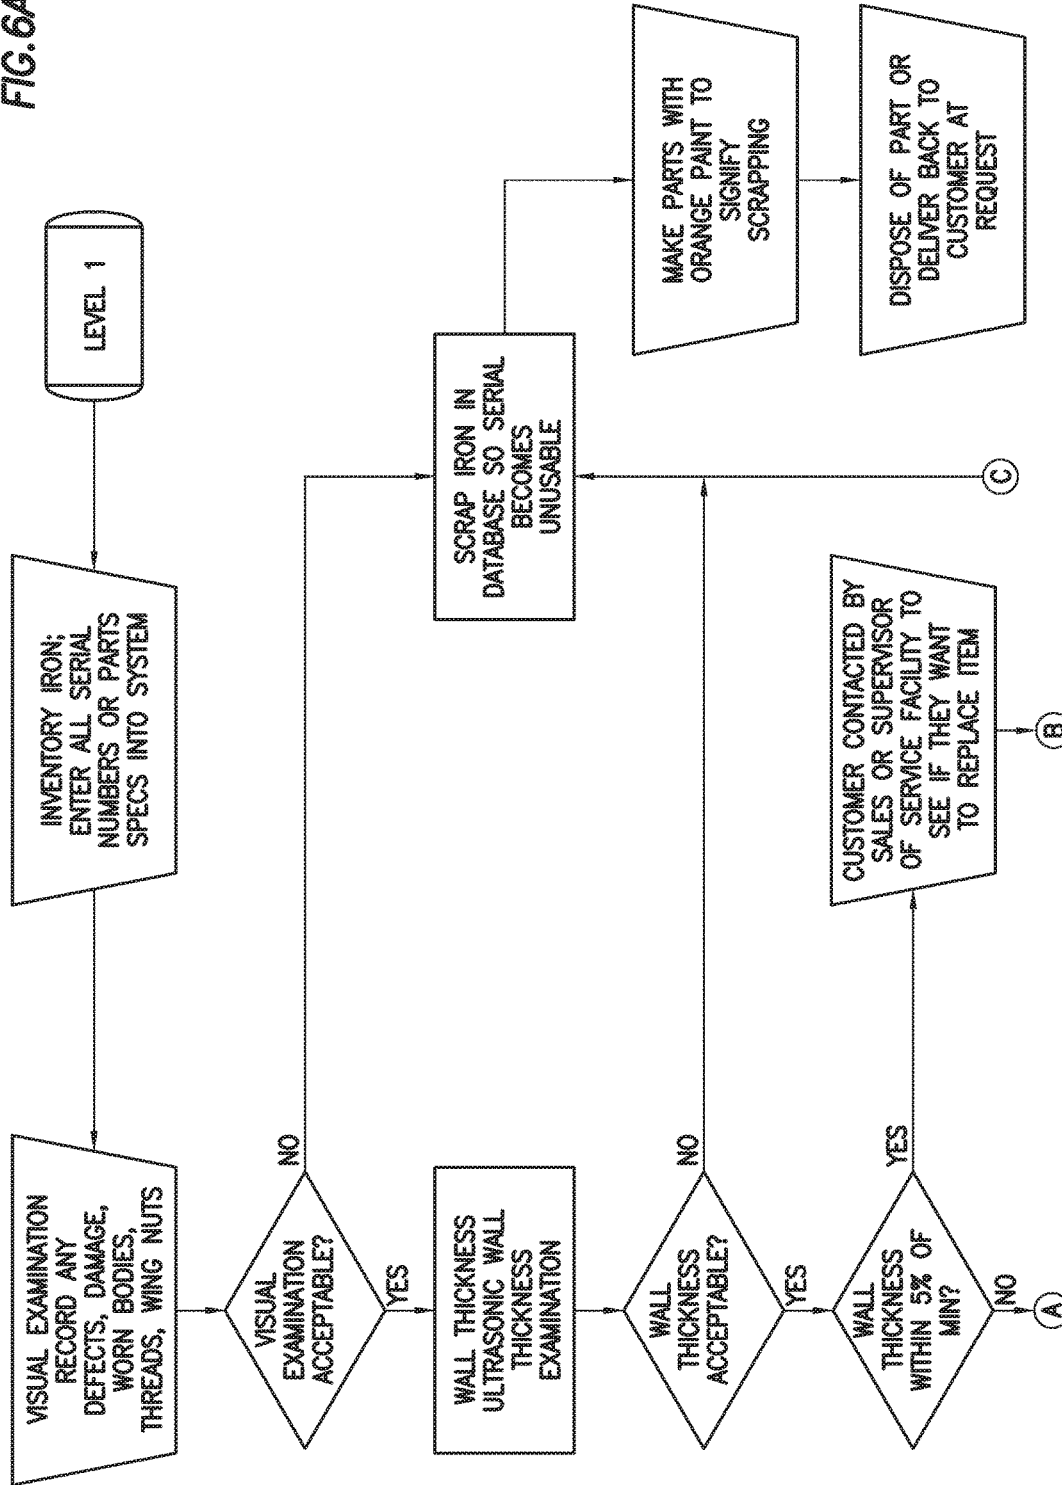 FIG.6A
LEVEL 1
INVENTORY IRON;
ENTER ALL SERIAL
NUMBERS OR PARTS
SPECS INTO SYSTEM
VISUAL EXAMINATION
RECORD ANY
DEFECTS, DAMAGE,
WORN BODIES,
THREADS, WING NUTS
VISUAL
EXAMINATION
ACCEPTABLE?
NO
YES
SCRAP IRON IN
DATABASE SO SERIAL
BECOMES
UNUSABLE
MAKE PARTS WITH
ORANGE PAINT TO
SIGNIFY
SCRAPPING
DISPOSE OF PART OR
DELIVER BACK TO
CUSTOMER AT
REQUEST
WALL THICKNESS
ULTRASONIC WALL
THICKNESS
EXAMINATION
WALL
THICKNESS
ACCEPTABLE?
NO
YES
C
WALL
THICKNESS
WITHIN 5% OF
MIN?
YES
NO
CUSTOMER CONTACTED BY
SALES OR SUPERVISOR
OF SERVICE FACILITY TO
SEE IF THEY WANT
TO REPLACE ITEM
A
B